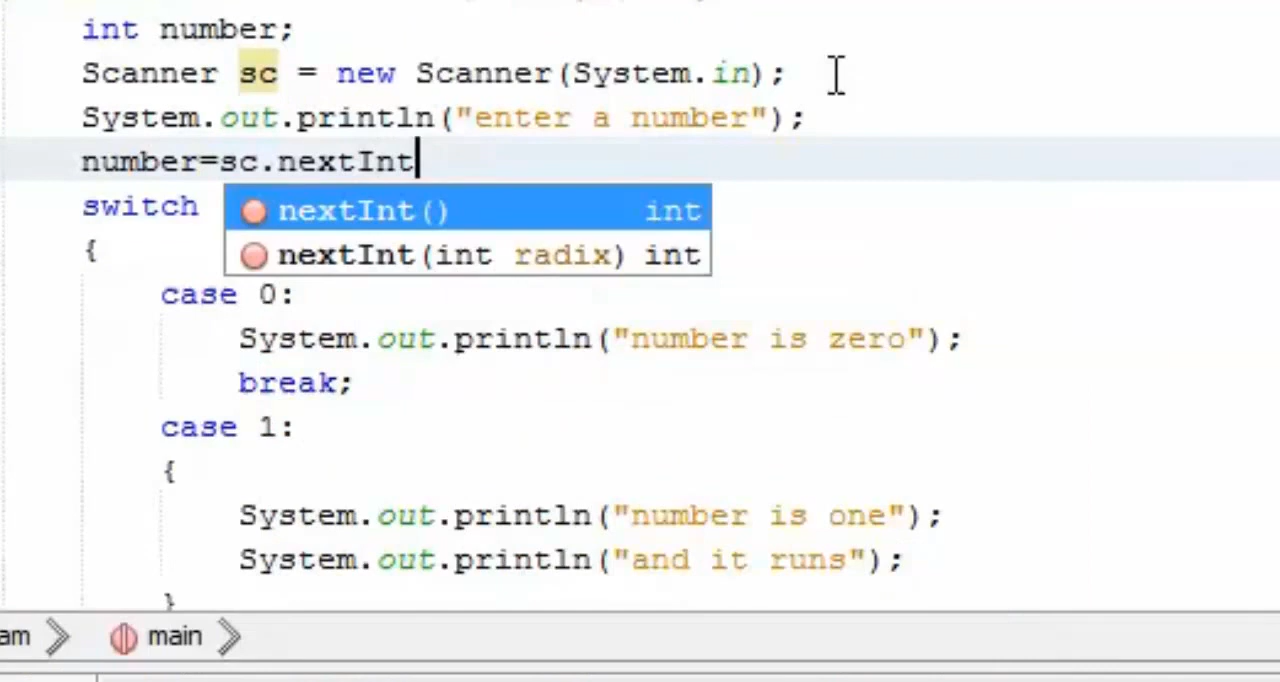 int number;
Scanner sc = new Scanner(System.in);
System.out.println("enter a number");
number=sc.nextInt
switch
nextInt() int
{
nextInt(int radix) int
case 0:
System.out.println("number is zero");
break;
case 1:
{
System.out.println("number is one");
System.out.println("and it runs");
}
am main